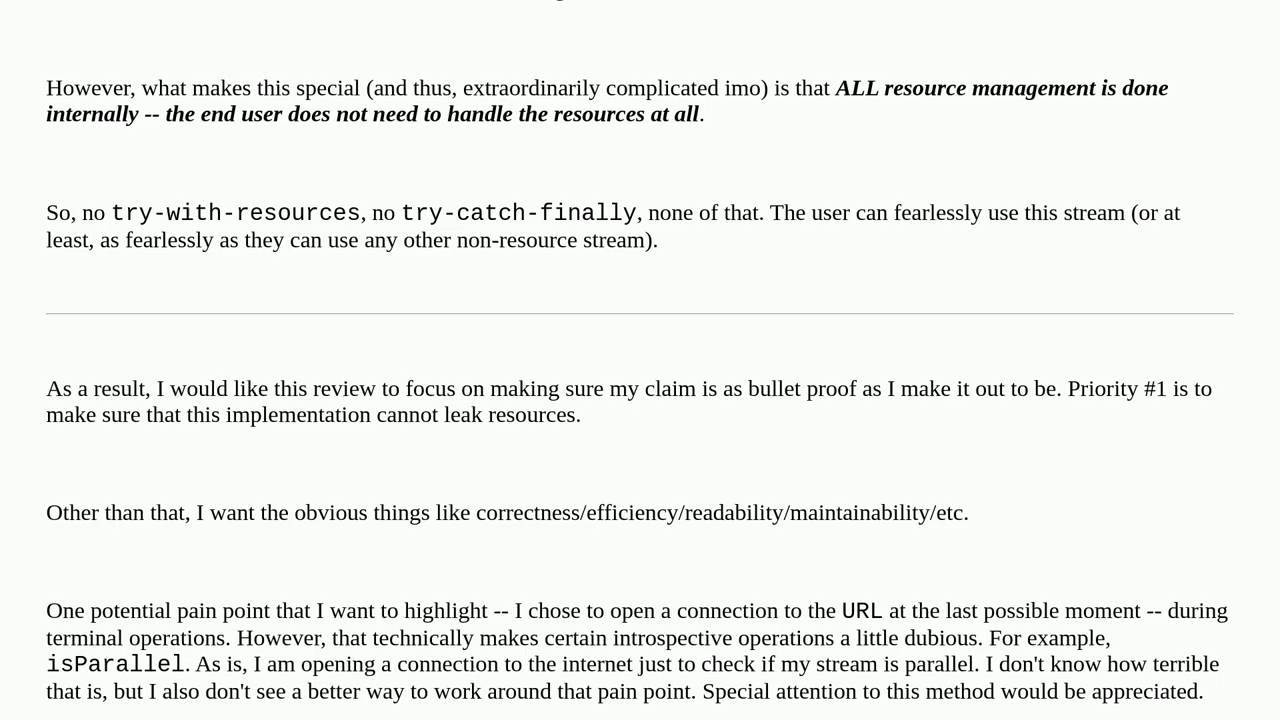 However, what makes this special (and thus, extraordinarily complicated imo) is that ALL resource management is done
internally -- the end user does not need to handle the resources at all.
So, no try-with-resources, no try-catch-finally, none of that. The user can fearlessly use this stream (or at
least, as fearlessly as they can use any other non-resource stream).
As a result, I would like this review to focus on making sure my claim is as bullet proof as I make it out to be. Priority #1 is to
make sure that this implementation cannot leak resources.
Other than that, I want the obvious things like correctness/efficiency/readability/maintainability/etc.
One potential pain point that I want to highlight -- I chose to open a connection to the URL at the last possible moment -- during
terminal operations. However, that technically makes certain introspective operations a little dubious. For example,
isParallel. As is, I am opening a connection to the internet just to check if my stream is parallel. I don't know how terrible
that is, but I also don't see a better way to work around that pain point. Special attention to this method would be appreciated.